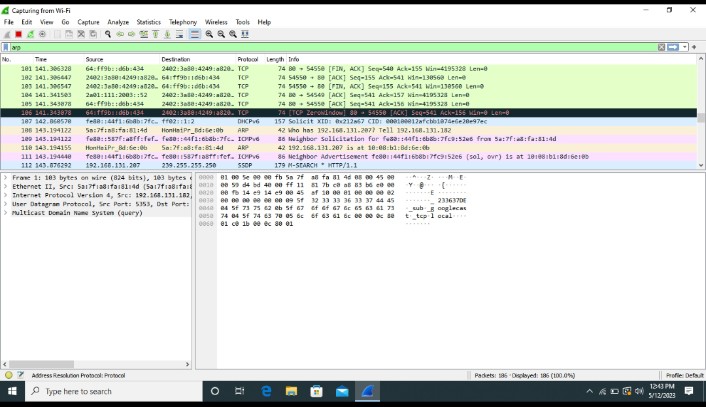 Capturing from Wi-Fi
File Edit View Go Capture Analyze Statistics Telephony Wireless Tools Help
arp
No. Time Source Destination Protocol Length Info
101 141.306328 64:ff9b::d6b:434 2402:3a80:4249:a820… TCP 74 80 → 54550 [FIN, ACK] Seq=540 Ack=155 Win=4195328 Len=0
102 141.306447 2402:3a80:4249:a820… 64:ff9b::d6b:434 TCP 74 54550 → 80 [ACK] Seq=155 Ack=541 Win=130560 Len=0
103 141.306547 2402:3a80:4249:a820… 64:ff9b::d6b:434 TCP 74 54550 → 80 [FIN, ACK] Seq=155 Ack=541 Win=130560 Len=0
104 141.341503 2a01:111:2003::52 2402:3a80:4249:a820… TCP 74 80 → 54549 [ACK] Seq=541 Ack=157 Win=4195328 Len=0
105 141.343078 64:ff9b::d6b:434 2402:3a80:4249:a820… TCP 74 80 → 54550 [ACK] Seq=541 Ack=156 Win=4195328 Len=0
106 141.343078 64:ff9b::d6b:434 2402:3a80:4249:a820… TCP 74 [TCP ZeroWindow] 80 → 54550 [ACK] Seq=541 Ack=156 Win=0 Len=0
107 142.860570 fe80::44f1:6b8b:7fc… ff02::1:2 DHCPv6 157 Solicit XID: 0x212a67 CID:
108 143.194122 5a:7f:a8:fa:81:4d HonHaiPr_8d:6e:0b ARP 42 Who has 192.168.131.207? Tell 192.168.131.182
109 143.194122 fe80::587f:a8ff:fef… fe80::44f1:6b8b:7fc… ICMPv6 86 Neighbor Solicitation for fe80::44f1:6b8b:7fc9:52e6 from 5a:7f:a8:fa:81:4d
110 143.194155 HonHaiPr_8d:6e:0b 5a:7f:a8:fa:81:4d ARP 42 192.168.131.207 is at 10:08:b1:8d:6e:0b
111 143.194440 fe80::44f1:6b8b:7fc… fe80::587f:a8ff:fef… ICMPv6 86 Neighbor Advertisement fe80::44f1:6b8b:7fc9:52e6 (sol, ovr) is at 10:08:b1:8d:6e:0b
112 143.876292 192.168.131.207 239.255.255.250 SSDP 179 M-SEARCH * HTTP/1.1
Frame 1: 103 bytes on wire (824 bits), 103 bytes c
Ethernet II, Src: 5a:7f:a8:fa:81:4d (5a:7f:a8:fa:8
Internet Protocol Version 4, Src: 192.168.131.182,
User Datagram Protocol, Src Port: 5353, Dst Port:
Multicast Domain Name System (query)
0000 01 00 5e 00 00 fb 5a 7f a8 fa 81 4d 08 00 45 00
0010 00 59 d4 bd 40 00 ff 11 81 7b c0 a8 83 b6 e0 00
0020 00 fb 14 e9 14 e9 00 45 af 10 00 01 00 00 00 02
0030 00 00 00 00 00 00 09 5f 32 33 33 36 33 37 44 45
0040 04 5f 73 75 62 0b 5f 67 6f 6f 67 6c 65 63 61 73
0050 74 04 5f 74 63 70 05 6c 6f 63 61 6c 00 00 0c 80
0060 01 c0 1b 00 0c 80 01
Address Resolution Protocol: Protocol
Packets: 186 · Displayed: 186 (100.0%)
Profile: Default
Type here to search
12:43 PM
5/12/2023